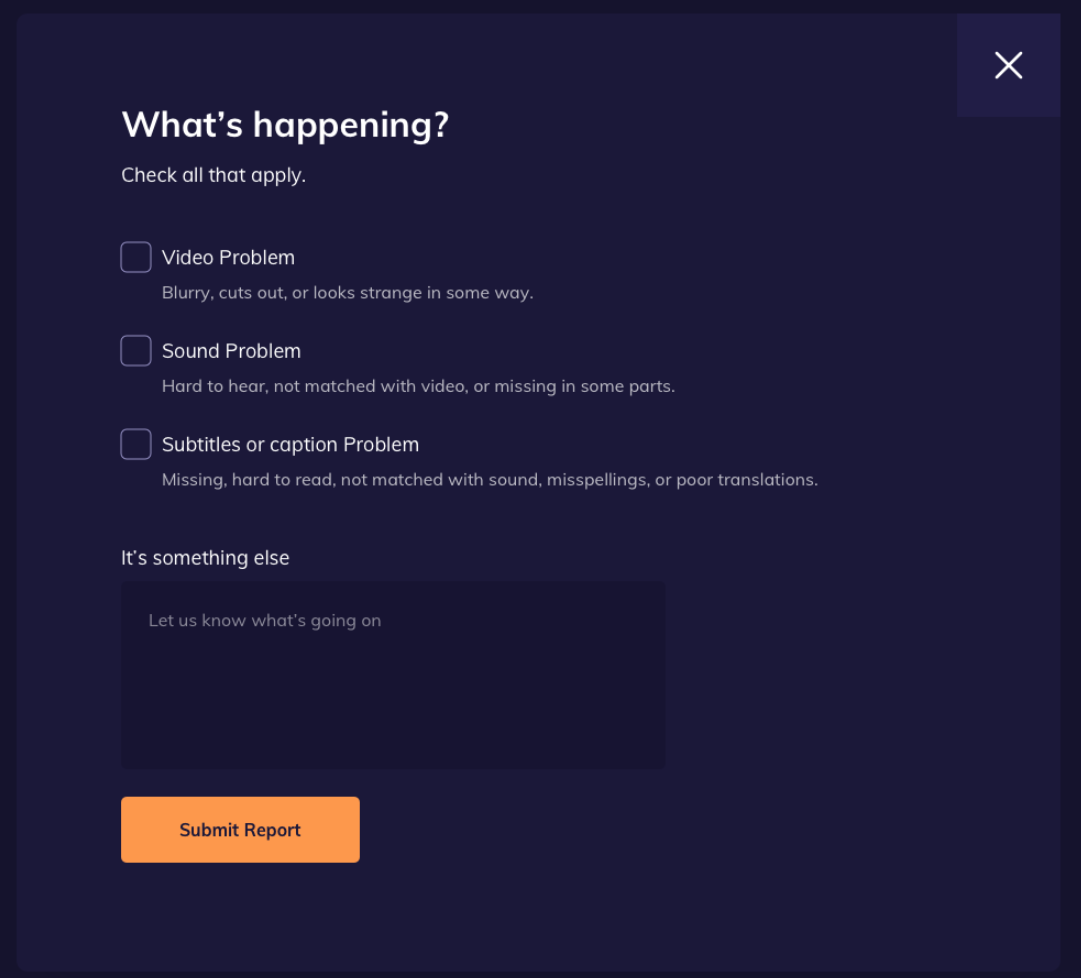 What’s happening?
Check all that apply.
Video Problem
Blurry, cuts out, or looks strange in some way.
Sound Problem
Hard to hear, not matched with video, or missing in some parts.
Subtitles or caption Problem
Missing, hard to read, not matched with sound, misspellings, or poor translations.
It’s something else
Let us know what’s going on
Submit Report